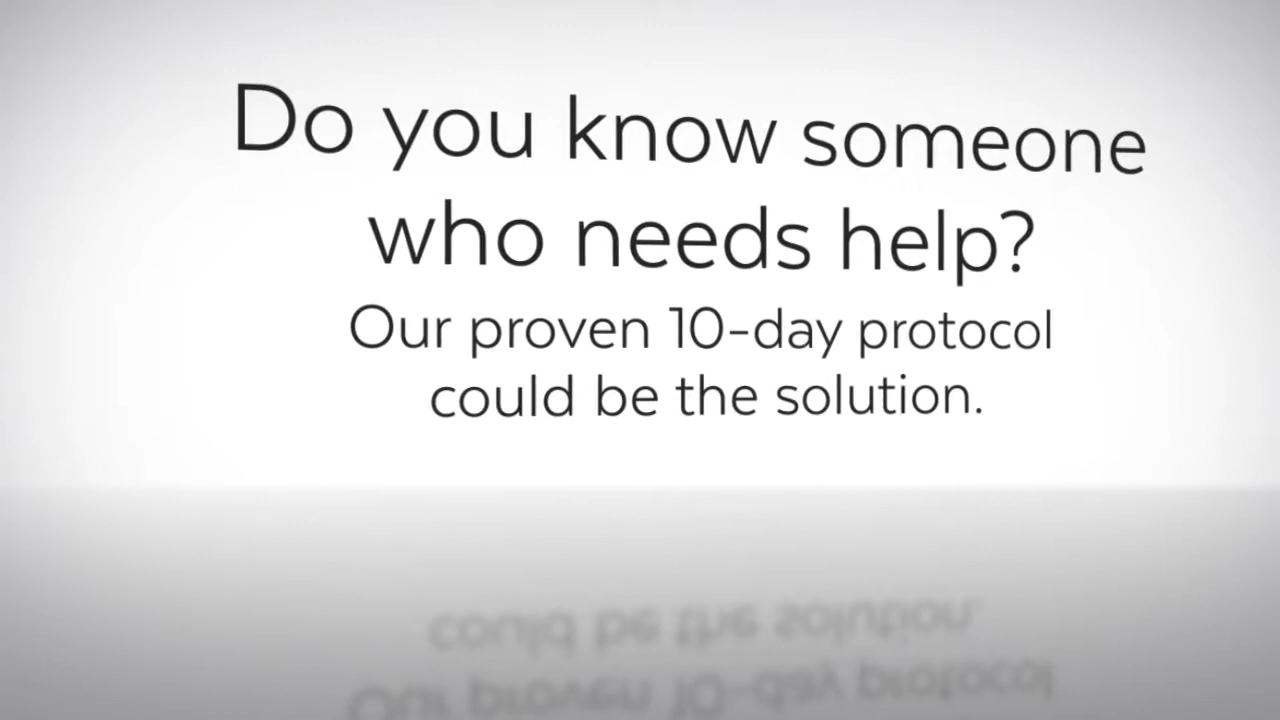 Do you know someone
who needs help?
Our proven 10-day protocol
could be the solution.